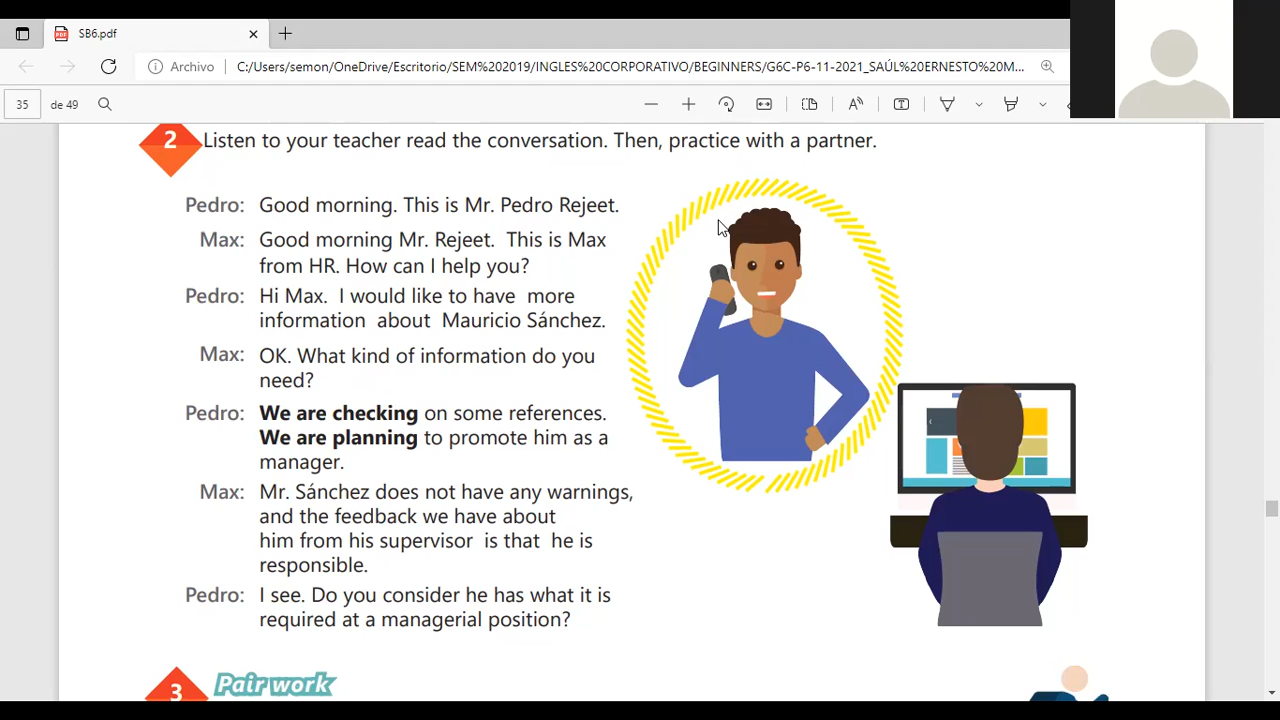 SB6.pdf
Archivo
C:/Users/semon/OneDrive/Escritorio/SEM%202019/INGLES%20CORPORATIVO/BEGINNERS/G6C-P6-11-2021_SAÚL%20ERNESTO%20M...
35 de 49
2 Listen to your teacher read the conversation. Then, practice with a partner.
Pedro: Good morning. This is Mr. Pedro Rejeet.
Max: Good morning Mr. Rejeet. This is Max
from HR. How can I help you?
Pedro: Hi Max. I would like to have more
information about Mauricio Sánchez.
Max: OK. What kind of information do you
need?
Pedro: We are checking on some references.
We are planning to promote him as a
manager.
Max: Mr. Sánchez does not have any warnings,
and the feedback we have about
him from his supervisor is that he is
responsible.
Pedro: I see. Do you consider he has what it is
required at a managerial position?
3 Pair work